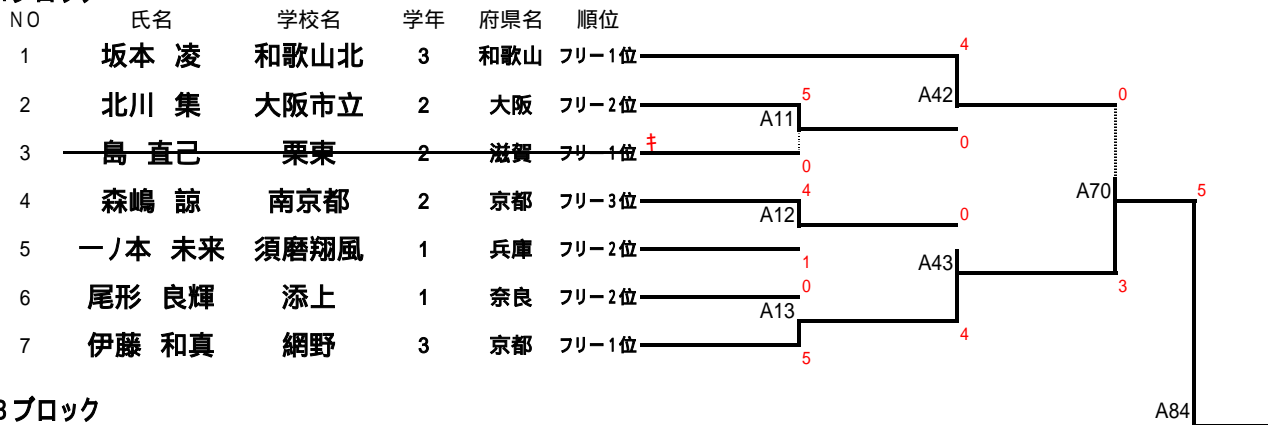 NO 氏名 学校名 学年 府県名 順位
1 坂本 凌 和歌山北 3 和歌山 フリー1位 4
2 北川 集 大阪市立 2 大阪 フリー2位 5 A42 0
A11
3 島 直己 栗東 2 滋賀 フリー1位 キ 0 0
4 森嶋 諒 南京都 2 京都 フリー3位 4 A70 5
A12 0
5 一ノ本 未来 須磨翔風 1 兵庫 フリー2位 1 A43
6 尾形 良輝 添上 1 奈良 フリー2位 0 3
A13
7 伊藤 和真 網野 3 京都 フリー1位 5 4
Bブロック A84